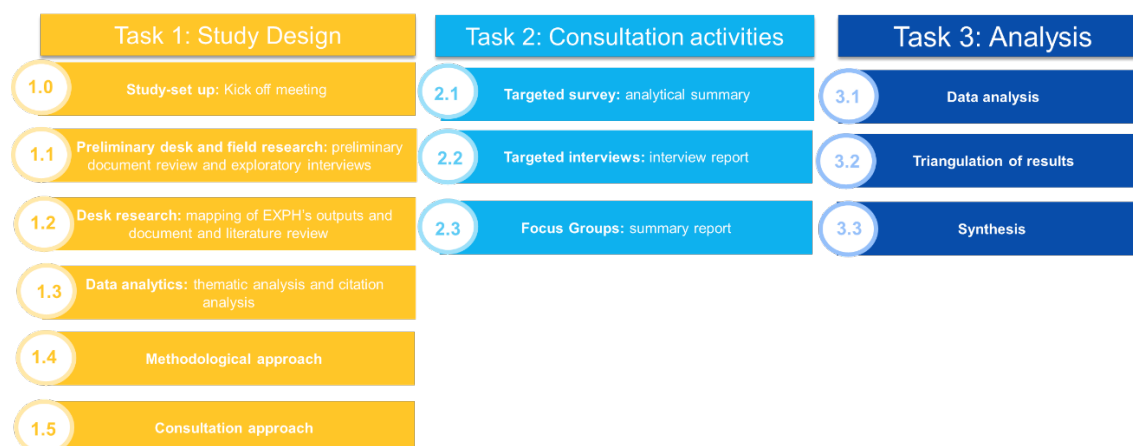 Task 1: Study Design
1.0
Study-set up: Kick off meeting
1.1
Preliminary desk and field research: preliminary
document review and exploratory interviews
1.2
Desk research: mapping of EXPH's outputs and
document and literature review
1.3
Data analytics: thematic analysis and citation
analysis
1.4
Methodological approach
1.5
Consultation approach
Task 2: Consultation activities
2.1
Targeted survey: analytical summary
2.2
Targeted interviews: interview report
2.3
Focus Groups: summary report
Task 3: Analysis
3.1
Data analysis
3.2
Triangulation of results
3.3
Synthesis